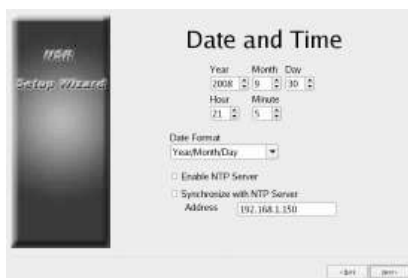 NSR
Setup Wizard
Date and Time
Year Month Day
2008 9 30
Hour Minute
21 5
Date Format
Year/Month/Day
Enable NTP Server
Synchronize with NTP Server
Address 192.168.1.150